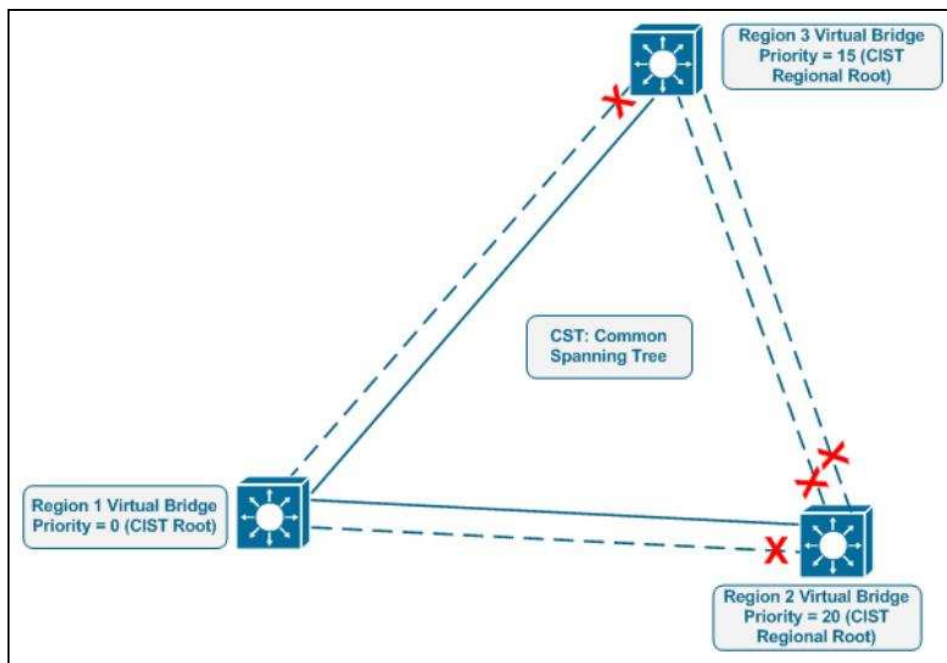 Region 3 Virtual Bridge
Priority = 15 (CIST
Regional Root)
CST: Common
Spanning Tree
Region 1 Virtual Bridge
Priority = 0 (CIST Root)
Region 2 Virtual Bridge
Priority = 20 (CIST
Regional Root)